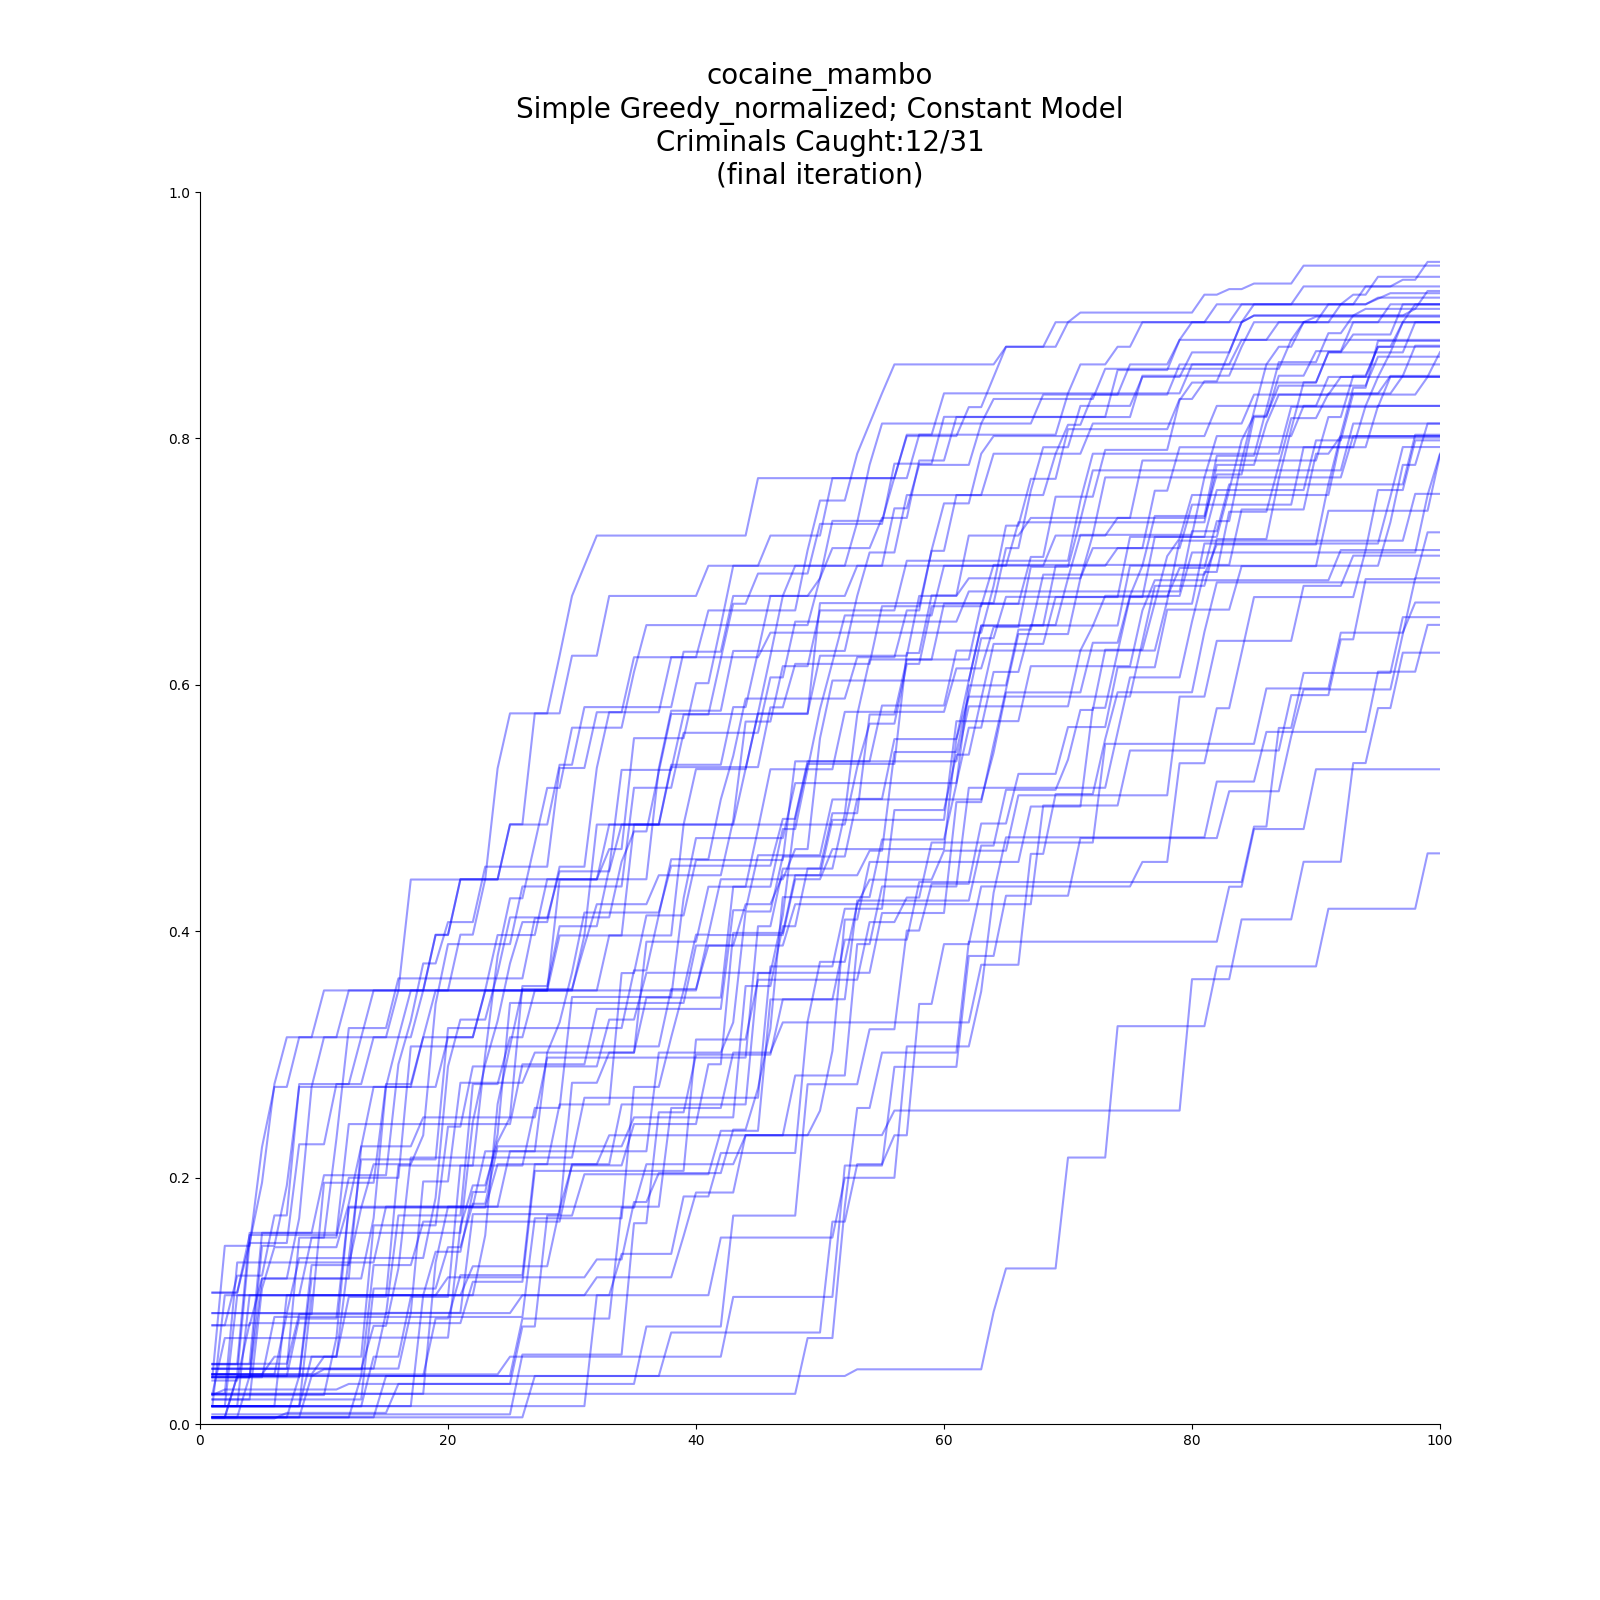 cocaine_mambo
Simple Greedy_normalized; Constant Model
Criminals Caught:12/31
(final iteration)
1.0
0.8
0.6
0.4
0.2
0.0
0 20 40 60 80 100